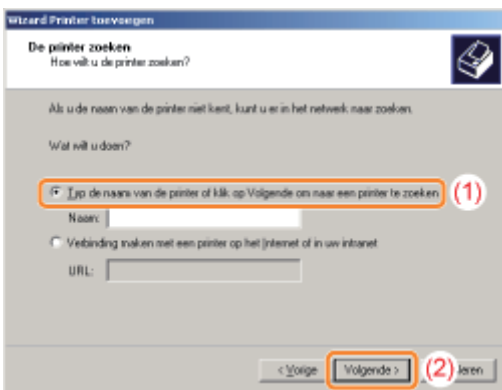 Wizard Printer toevoegen
De printer zoeken
Hoe wilt u de printer zoeken?
Als u de naam van de printer niet kent, kunt u er in het netwerk naar zoeken.
Wat wilt u doen?
Typ de naam van de printer of klik op Volgende om naar een printer te zoeken (1)
Naam:
Verbinding maken met een printer op het Internet of in uw intranet
URL:
< Vorige Volgende > (2)